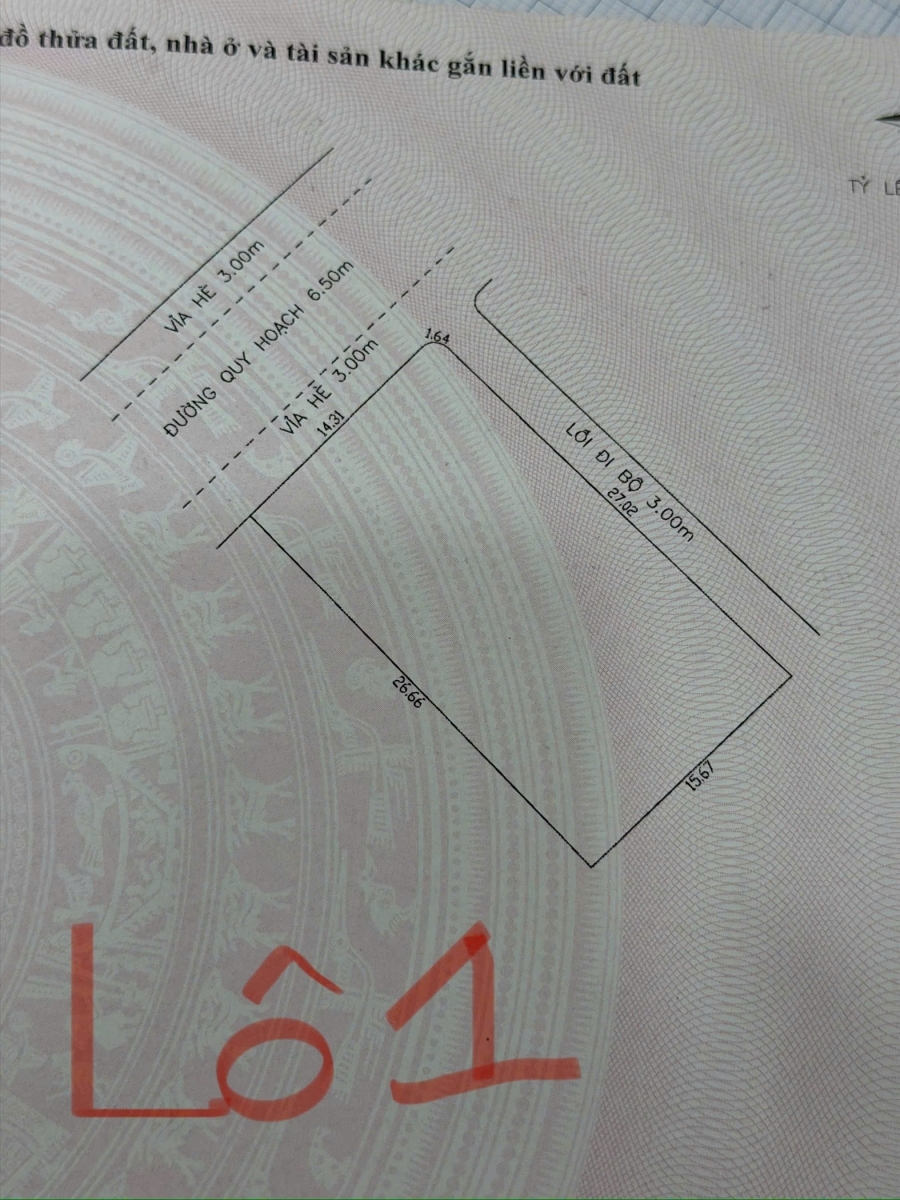 đồ thửa đất, nhà ở và tài sản khác gắn liền với đất
TỶ LỆ
VỈA HÈ 3.00m
ĐƯỜNG QUY HOẠCH 6.50m
VỈA HÈ 3.00m
1.64
14.31
LỐI ĐI BỘ 3.00m
27.02
26.66
15.67
Lô 1